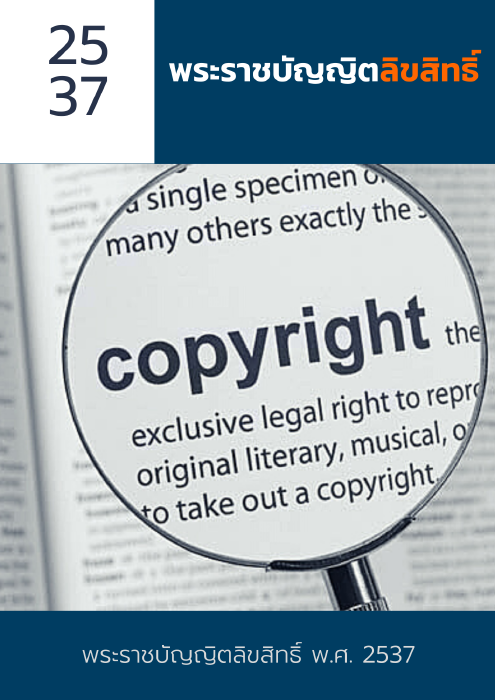 25
37
พระราชบัญญิตลิขสิทธิ์
a single specimen o
many others exactly the s
copyright the
exclusive legal right to repro
original literary, musical, o
to take out a copyright.
พระราชบัญญิตลิขสิทธิ์ พ.ศ. 2537